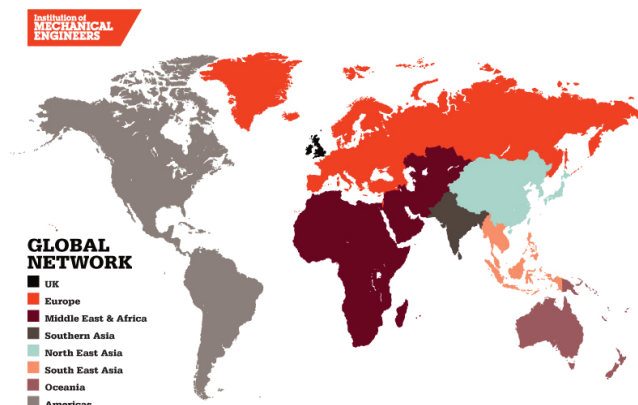 Institution of
MECHANICAL
ENGINEERS
GLOBAL
NETWORK
UK
Europe
Middle East & Africa
Southern Asia
North East Asia
South East Asia
Oceania
Americas